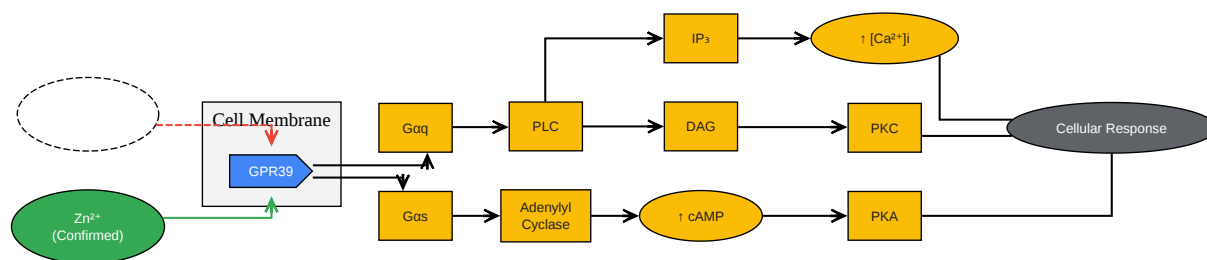 IP₃
↑ [Ca²⁺]i
Cell Membrane
Gαq
PLC
DAG
PKC
Cellular Response
GPR39
Zn²⁺
(Confirmed)
Gαs
Adenylyl
Cyclase
↑ cAMP
PKA